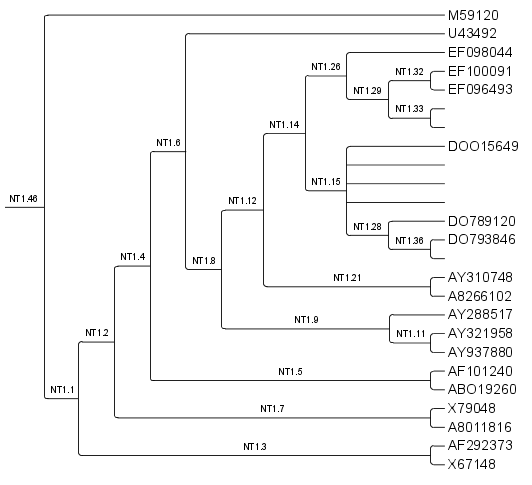 M59120
U43492
EF098044
NT1.26
NT1.32
EF100091
EF096493
NT1.29
NT1.33
NT1.14
NT1.6
DOO15649
NT1.15
NT1.46
NT1.12
DO789120
NT1.28
NT1.36
DO793846
NT1.4
NT1.8
NT1.21
AY310748
A8266102
NT1.9
AY288517
NT1.2
NT1.11
AY321958
AY937880
NT1.5
AF101240
NT1.1
ABO19260
NT1.7
X79048
A8011816
NT1.3
AF292373
X67148